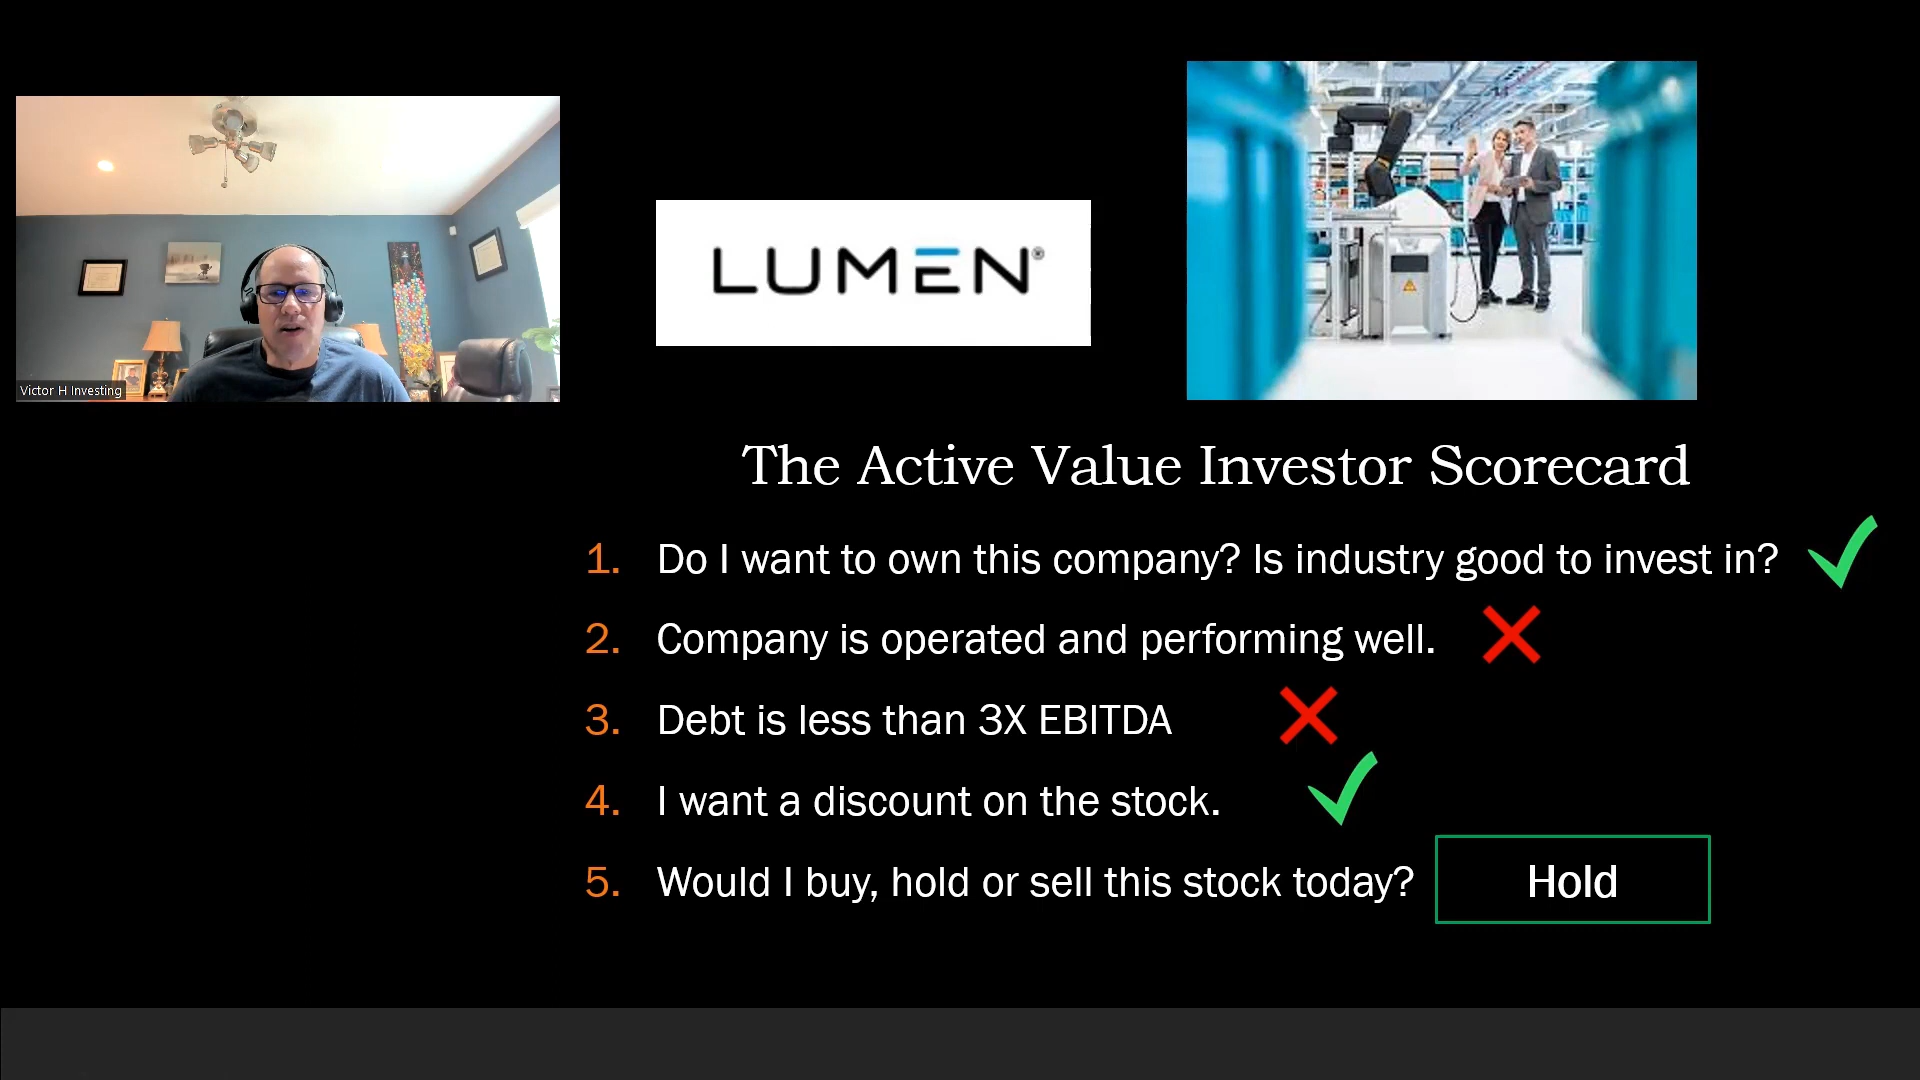 Victor H Investing
LUMEN®
The Active Value Investor Scorecard
1. Do I want to own this company? Is industry good to invest in?
2. Company is operated and performing well.
3. Debt is less than 3X EBITDA
4. I want a discount on the stock.
5. Would I buy, hold or sell this stock today?
Hold